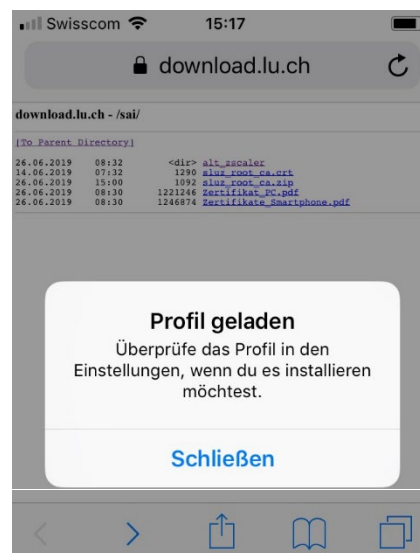 Swisscom 15:17
download.lu.ch
download.lu.ch - /sai/
[To Parent Directory]
26.06.2019 08:32 <dir> alt_zscaler
14.06.2019 07:32 1290 sluz_root_ca.crt
26.06.2019 15:00 1092 sluz_root_ca.zip
26.06.2019 08:30 1221246 Zertifikat_PC.pdf
26.06.2019 08:30 1246874 Zertifikate_Smartphone.pdf
Profil geladen
Überprüfe das Profil in den
Einstellungen, wenn du es installieren
möchtest.
Schließen